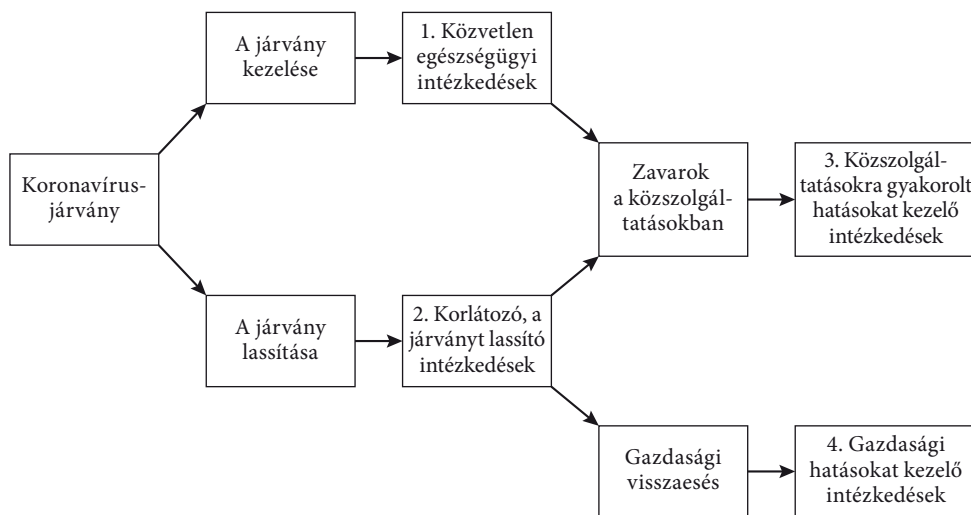 A járvány
kezelése
1. Közvetlen
egészségügyi
intézkedések
Koronavírus-
járvány
Zavarok
a közszolgál-
tatásokban
3. Közszolgál-
tatásokra gyakorolt
hatásokat kezelő
intézkedések
A járvány
lassítása
2. Korlátozó, a
járványt lassító
intézkedések
Gazdasági
visszaesés
4. Gazdasági
hatásokat kezelő
intézkedések